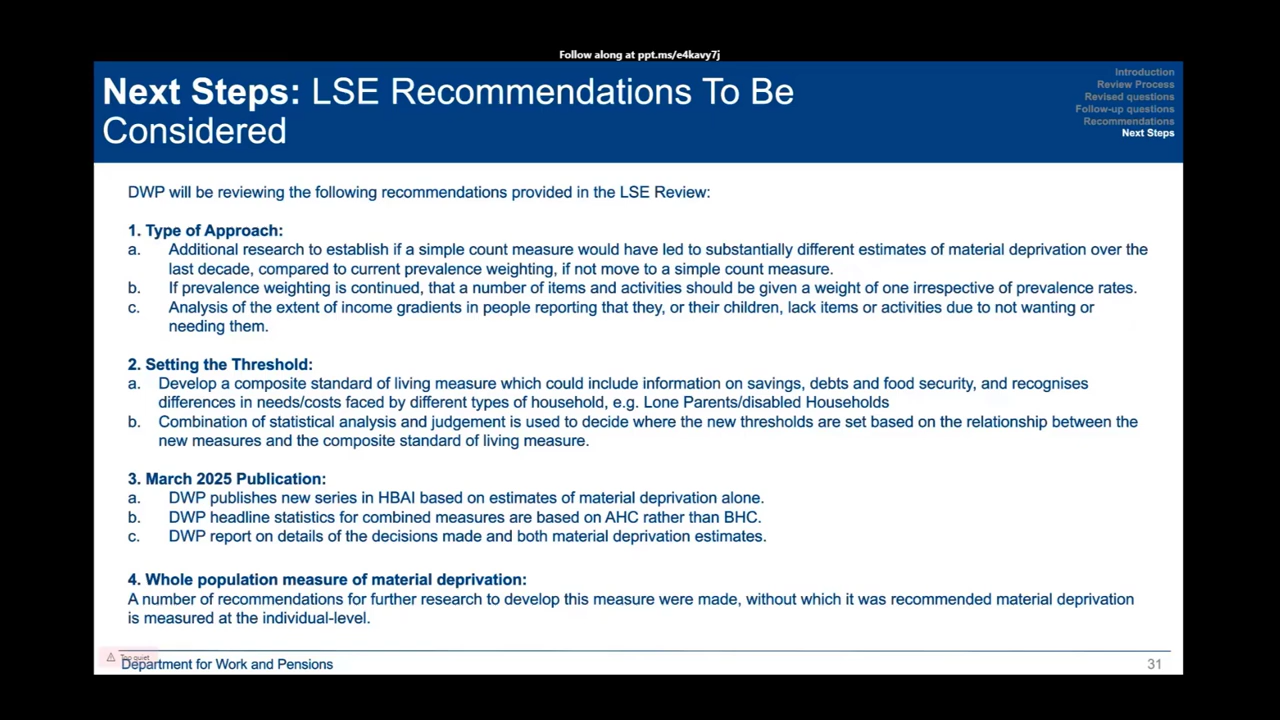 Follow along at ppt.ms/e4kavy7j
Next Steps: LSE Recommendations To Be
Considered
Introduction
Review Process
Revised questions
Follow-up questions
Recommendations
Next Steps
DWP will be reviewing the following recommendations provided in the LSE Review:
1. Type of Approach:
a. Additional research to establish if a simple count measure would have led to substantially different estimates of material deprivation over the
last decade, compared to current prevalence weighting, if not move to a simple count measure.
b. If prevalence weighting is continued, that a number of items and activities should be given a weight of one irrespective of prevalence rates.
c. Analysis of the extent of income gradients in people reporting that they, or their children, lack items or activities due to not wanting or
needing them.
2. Setting the Threshold:
a. Develop a composite standard of living measure which could include information on savings, debts and food security, and recognises
differences in needs/costs faced by different types of household, e.g. Lone Parents/disabled Households
b. Combination of statistical analysis and judgement is used to decide where the new thresholds are set based on the relationship between the
new measures and the composite standard of living measure.
3. March 2025 Publication:
a. DWP publishes new series in HBAI based on estimates of material deprivation alone.
b. DWP headline statistics for combined measures are based on AHC rather than BHC.
c. DWP report on details of the decisions made and both material deprivation estimates.
4. Whole population measure of material deprivation:
A number of recommendations for further research to develop this measure were made, without which it was recommended material deprivation
is measured at the individual-level.
Too quiet
Department for Work and Pensions
31